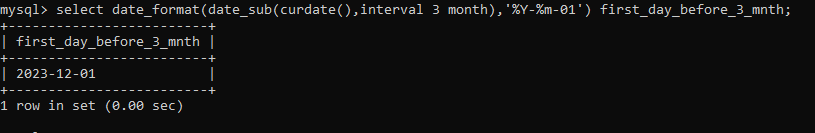 mysql> select date_format(date_sub(curdate(),interval 3 month),'%Y-%m-01') first_day_before_3_mnth;
+-------------------------+
| first_day_before_3_mnth |
+-------------------------+
| 2023-12-01              |
+-------------------------+
1 row in set (0.00 sec)